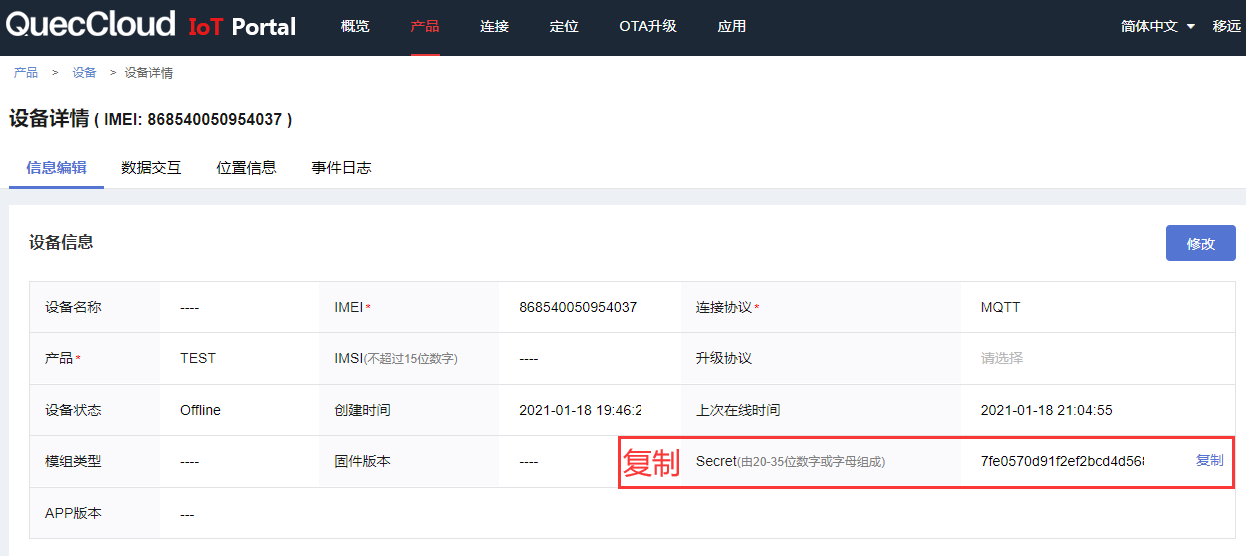 QuecCloud IoT Portal 概览 产品 连接 定位 OTA升级 应用 简体中文 移远
产品 > 设备 > 设备详情
设备详情 ( IMEI: 868540050954037 )
信息编辑 数据交互 位置信息 事件日志
设备信息 修改
设备名称 ---- IMEI* 868540050954037 连接协议* MQTT
产品* TEST IMSI(不超过15位数字) ---- 升级协议 请选择
设备状态 Offline 创建时间 2021-01-18 19:46:2 上次在线时间 2021-01-18 21:04:55
模组类型 ---- 固件版本 ---- 复制 Secret(由20-35位数字或字母组成) 7fe0570d91f2ef2bcd4d568 复制
APP版本 ---